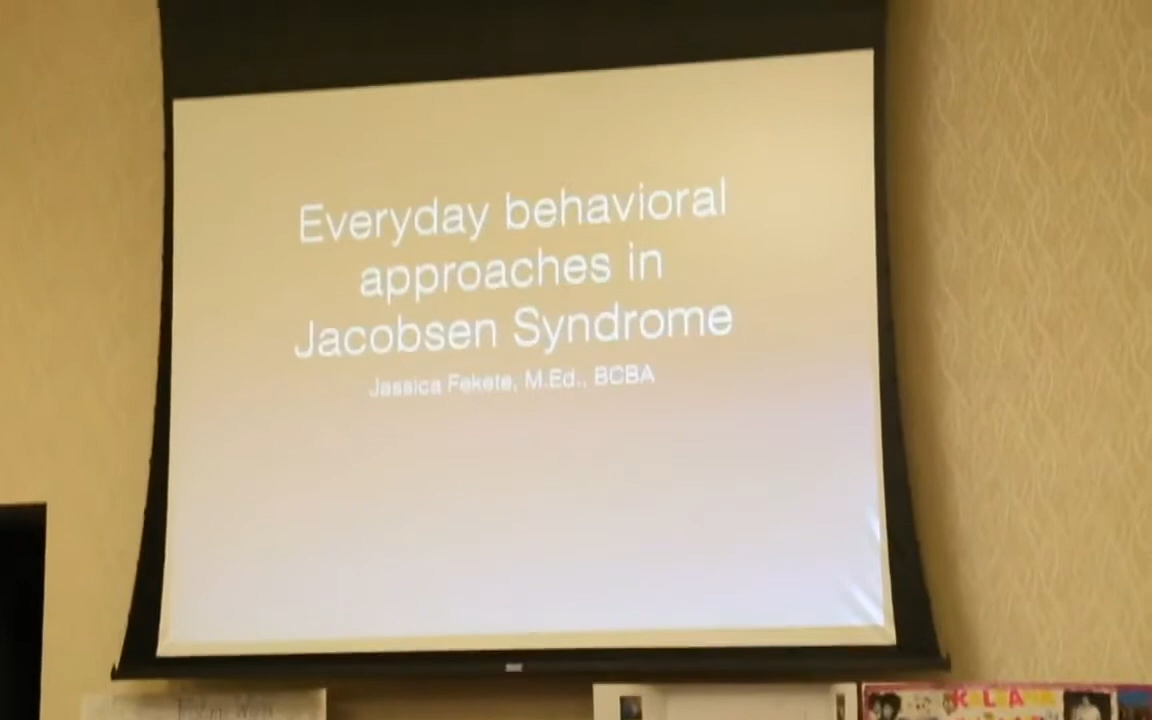 Everyday behavioral
approaches in
Jacobsen Syndrome
Jessica Fekete, M.Ed., BCBA